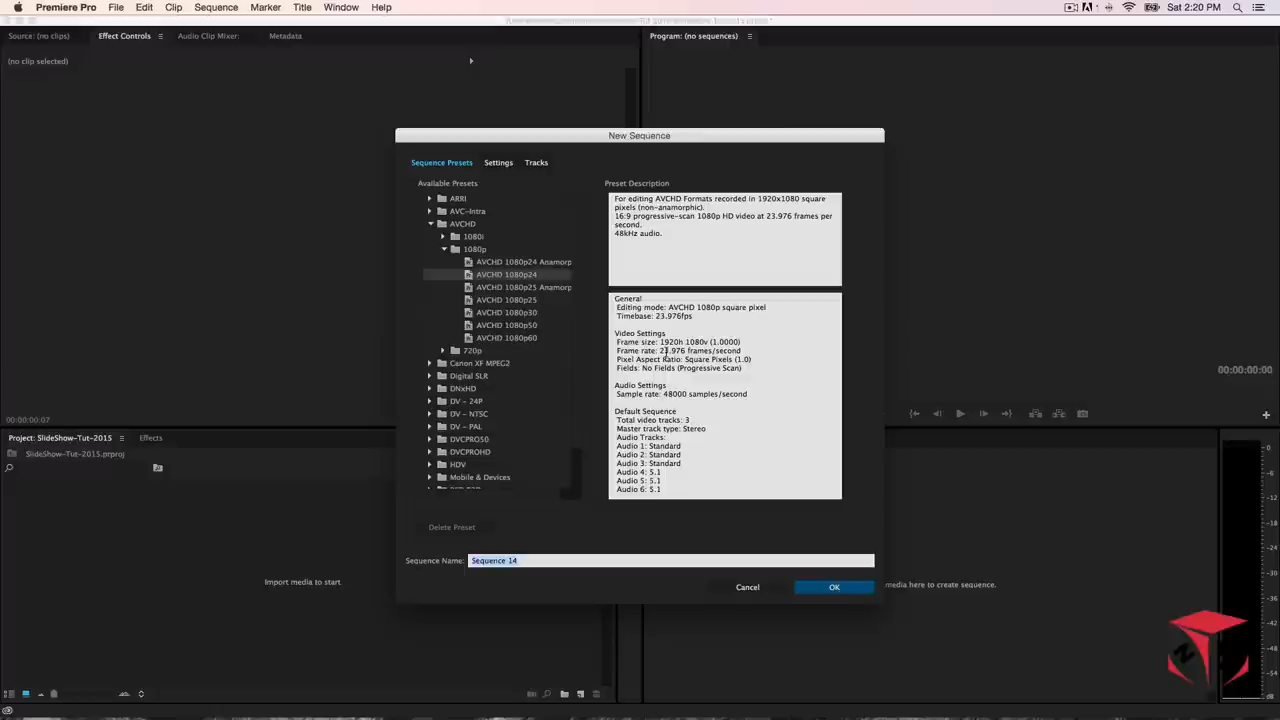 Premiere Pro File Edit Clip Sequence Marker Title Window Help Sat 2:20 PM
Source: (no clips) Effect Controls Audio Clip Mixer: Metadata Program: (no sequences)
(no clip selected)
New Sequence
Sequence Presets Settings Tracks
Available Presets
ARRI
AVC-Intra
AVCHD
1080i
1080p
AVCHD 1080p24 Anamorp
AVCHD 1080p24
AVCHD 1080p25 Anamorp
AVCHD 1080p25
AVCHD 1080p30
AVCHD 1080p50
AVCHD 1080p60
720p
Canon XF MPEG2
Digital SLR
DNxHD
DV - 24P
DV - NTSC
DV - PAL
DVCPRO50
DVCPROHD
HDV
Mobile & Devices
Delete Preset
Preset Description
For editing AVCHD Formats recorded in 1920x1080 square
pixels (non-anamorphic).
16:9 progressive-scan 1080p HD video at 23.976 frames per
second.
48kHz audio.
General
Editing mode: AVCHD 1080p square pixel
Timebase: 23.976fps
Video Settings
Frame size: 1920h 1080v (1.0000)
Frame rate: 23.976 frames/second
Pixel Aspect Ratio: Square Pixels (1.0)
Fields: No Fields (Progressive Scan)
Audio Settings
Sample rate: 48000 samples/second
Default Sequence
Total video tracks: 3
Master track type: Stereo
Audio Tracks:
Audio 1: Standard
Audio 2: Standard
Audio 3: Standard
Audio 4: 5.1
Audio 5: 5.1
Audio 6: 5.1
Sequence Name: Sequence 14
Cancel OK
00:00:00:07
00:00:00:00
Project: SlideShow-Tut-2015 Effects
SlideShow-Tut-2015.prproj
Import media to start
media here to create sequence.
0
-6
-12
-18
-24
-30
-36
-42
-48
-54
dB